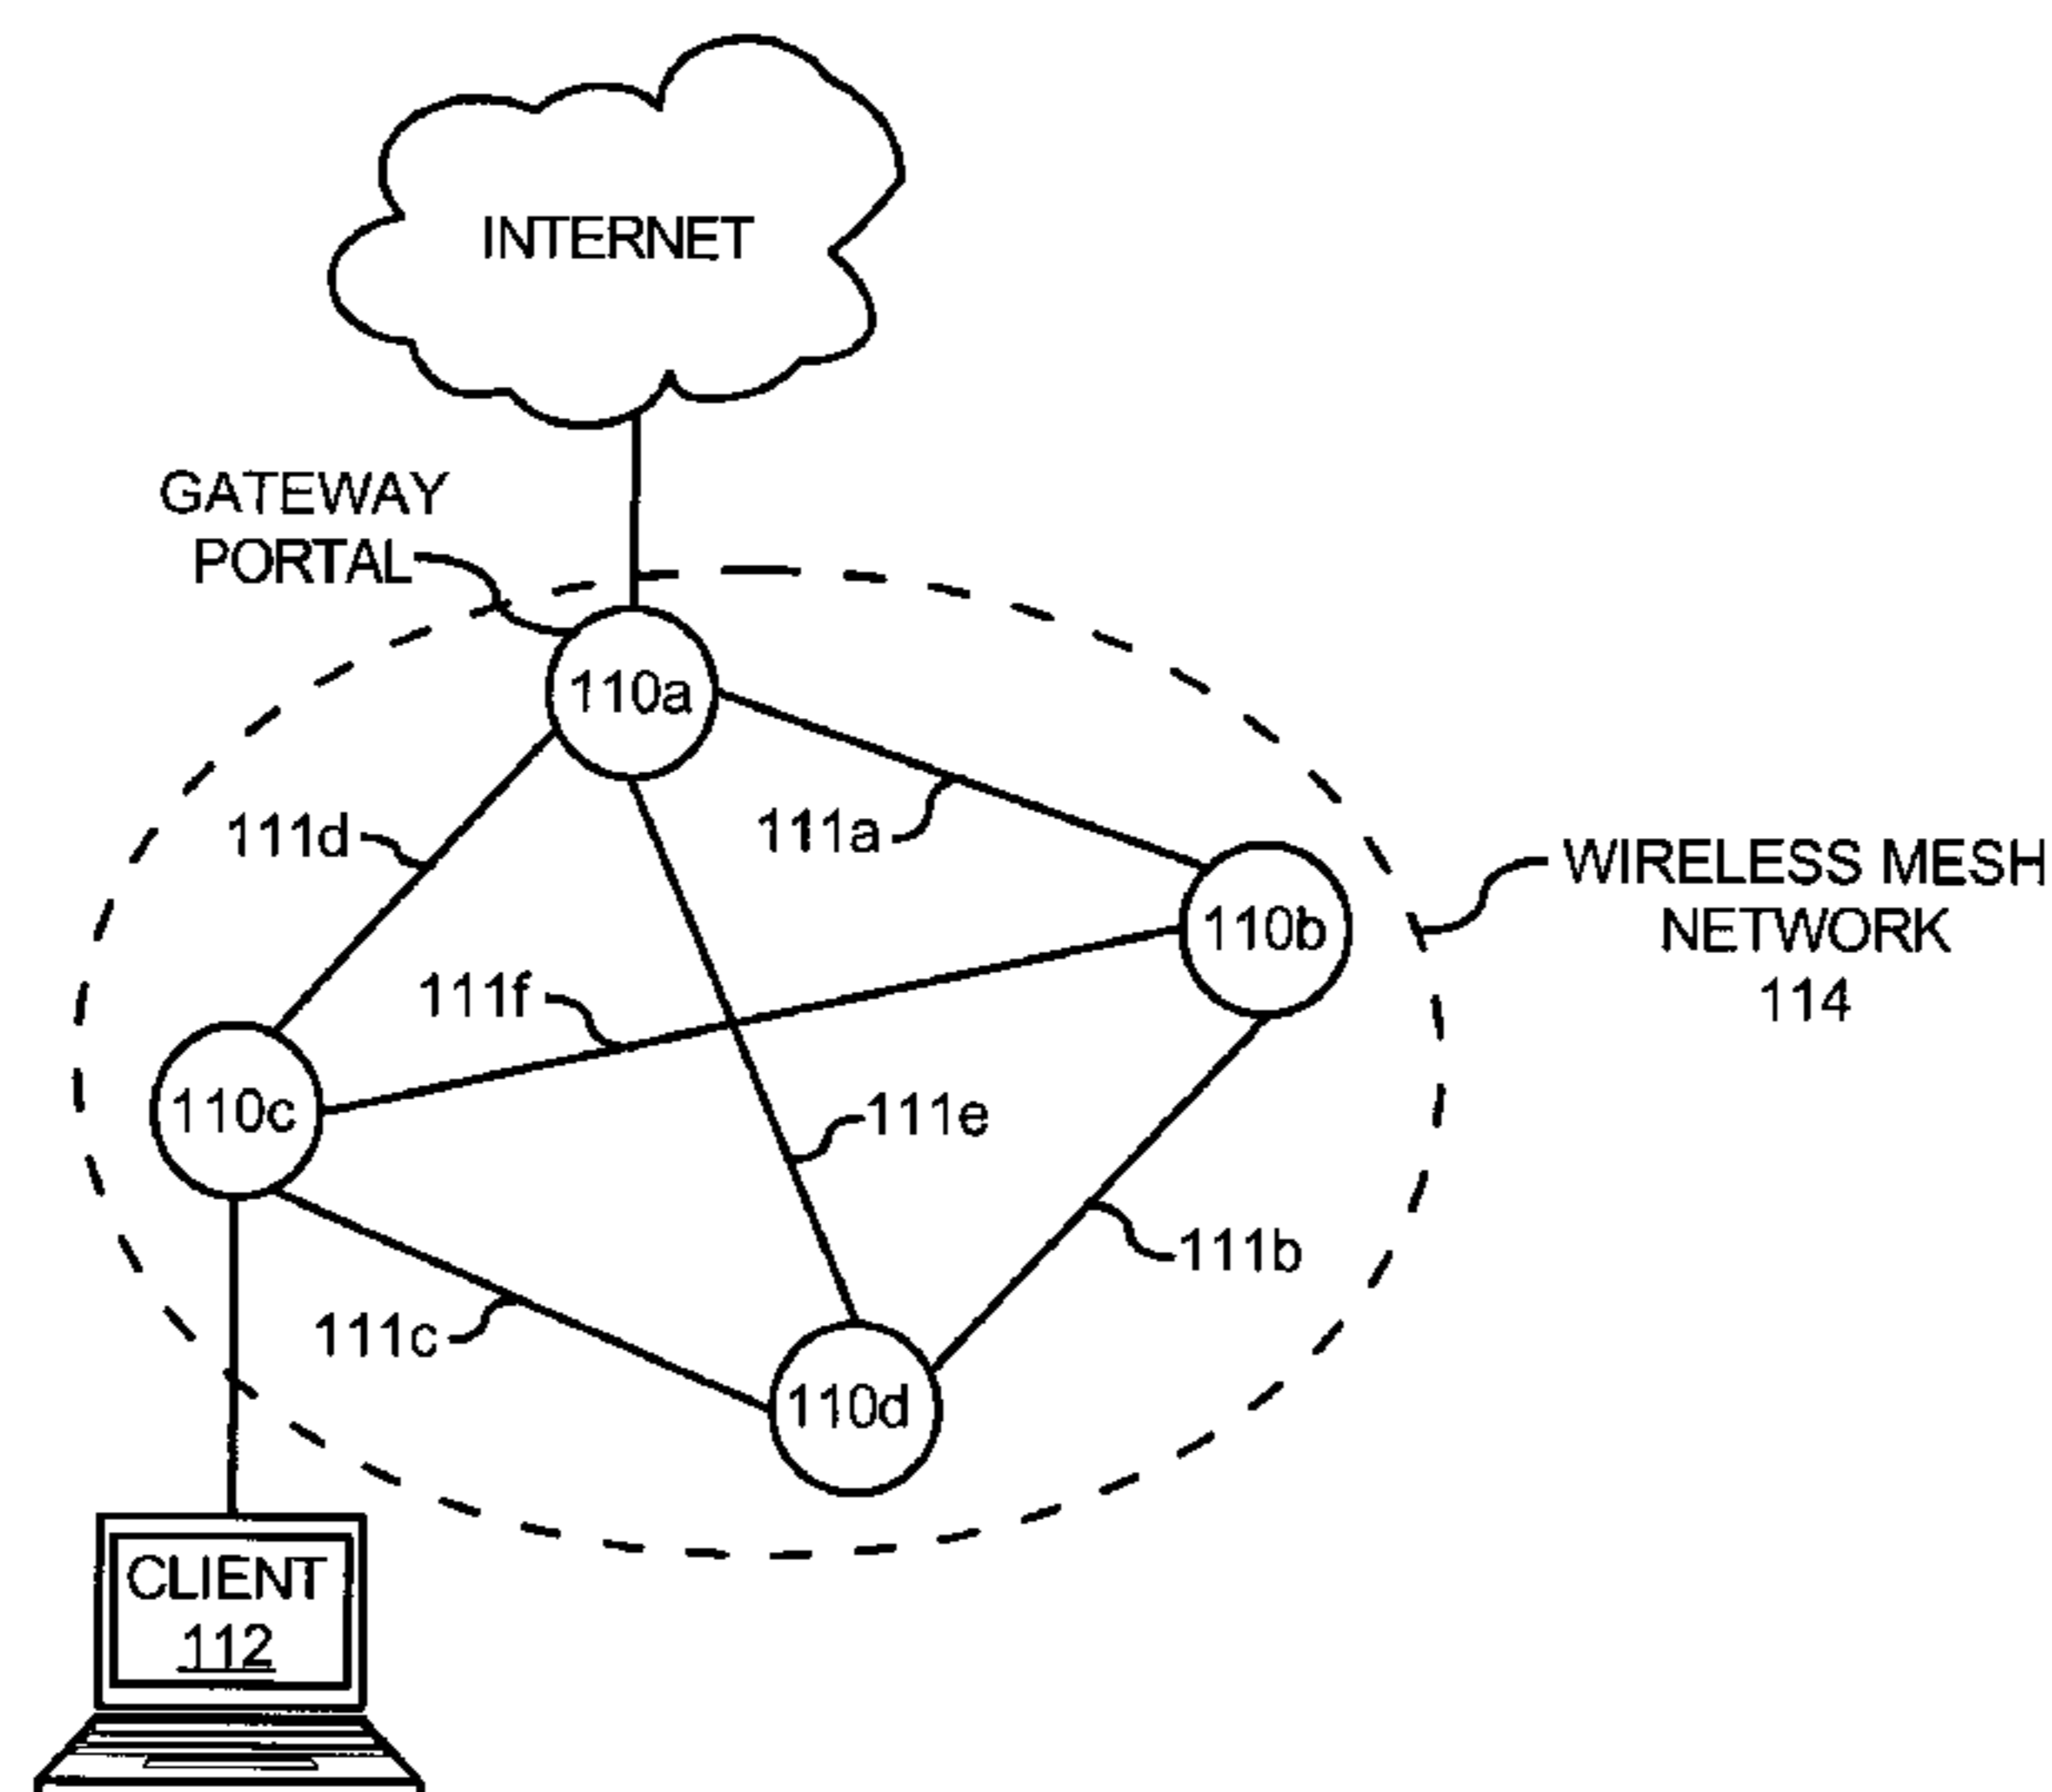 INTERNET
GATEWAY
PORTAL
110a
111d
111a
WIRELESS MESH
NETWORK
114
110b
111f
110c
111e
111b
111c
110d
CLIENT
112